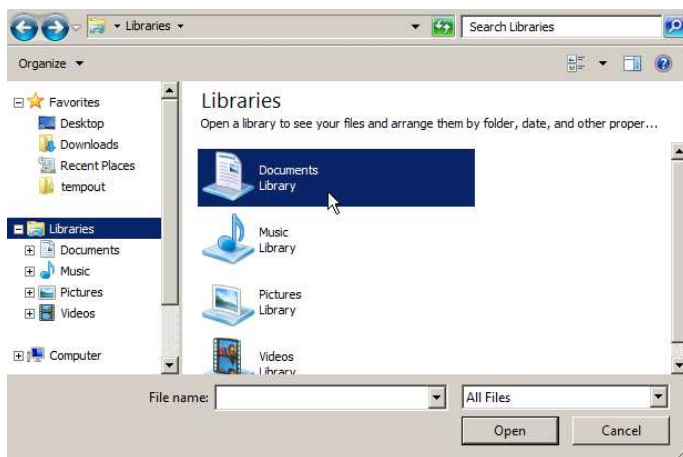 Libraries
Search Libraries
Organize
Favorites
Desktop
Downloads
Recent Places
tempout
Libraries
Documents
Music
Pictures
Videos
Computer
Libraries
Open a library to see your files and arrange them by folder, date, and other proper...
Documents
Library
Music
Library
Pictures
Library
Videos
Library
File name:
All Files
Open
Cancel